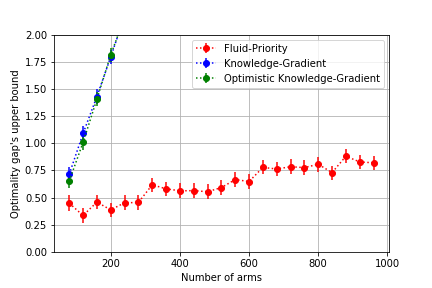 2.00
1.75
1.50
1.25
1.00
0.75
0.50
0.25
0.00
Optimality gap's upper bound
Fluid-Priority
Knowledge-Gradient
Optimistic Knowledge-Gradient
200
400
600
800
1000
Number of arms